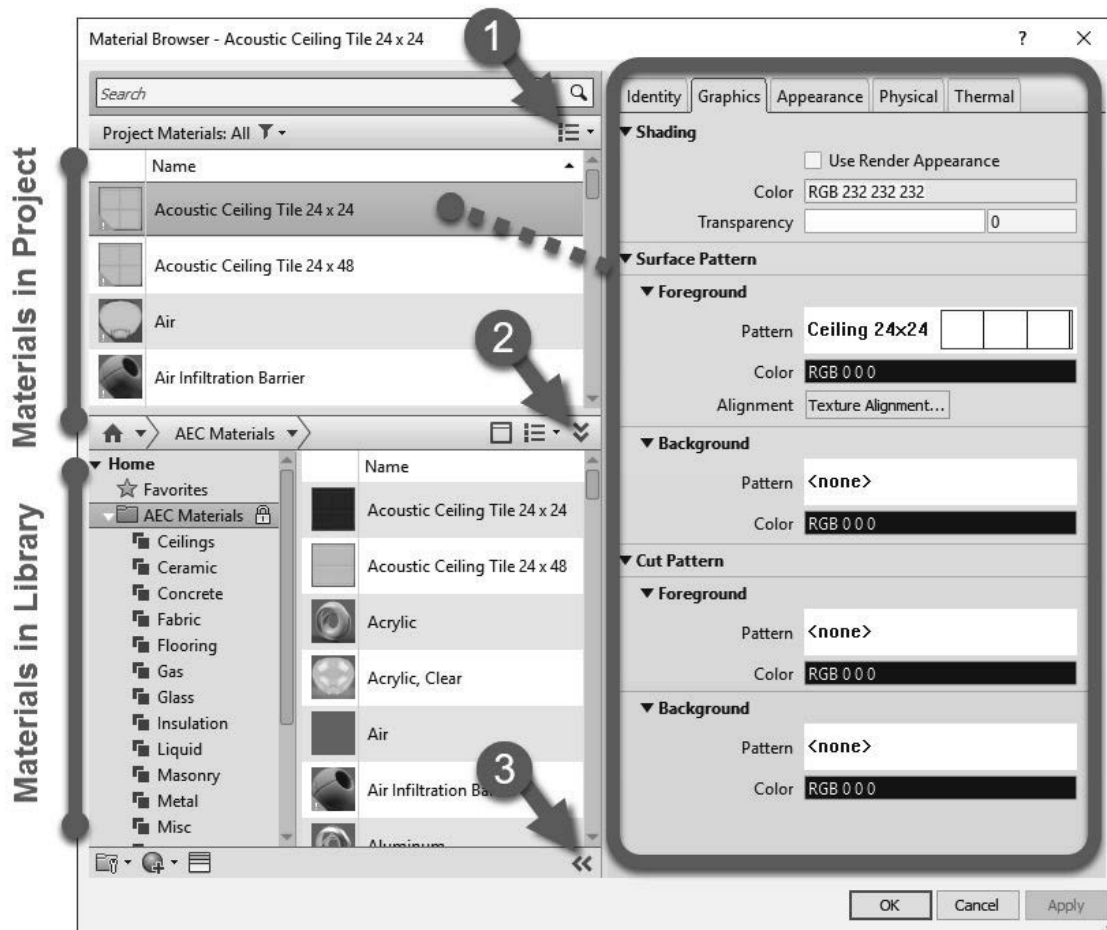 Material Browser - Acoustic Ceiling Tile 24 x 24
?
1
Search
Project Materials: All
Materials in Project
Name
Acoustic Ceiling Tile 24 x 24
Acoustic Ceiling Tile 24 x 48
Air
Air Infiltration Barrier
2
AEC Materials
Materials in Library
Home
Favorites
AEC Materials
Ceilings
Ceramic
Concrete
Fabric
Flooring
Gas
Glass
Insulation
Liquid
Masonry
Metal
Misc
Name
Acoustic Ceiling Tile 24 x 24
Acoustic Ceiling Tile 24 x 48
Acrylic
Acrylic, Clear
Air
Air Infiltration
3
Identity Graphics Appearance Physical Thermal
Shading
Use Render Appearance
Color RGB 232 232 232
Transparency 0
Surface Pattern
Foreground
Pattern Ceiling 24x24
Color RGB 0 0 0
Alignment Texture Alignment...
Background
Pattern <none>
Color RGB 0 0 0
Cut Pattern
Foreground
Pattern <none>
Color RGB 0 0 0
Background
Pattern <none>
Color RGB 0 0 0
OK Cancel Apply